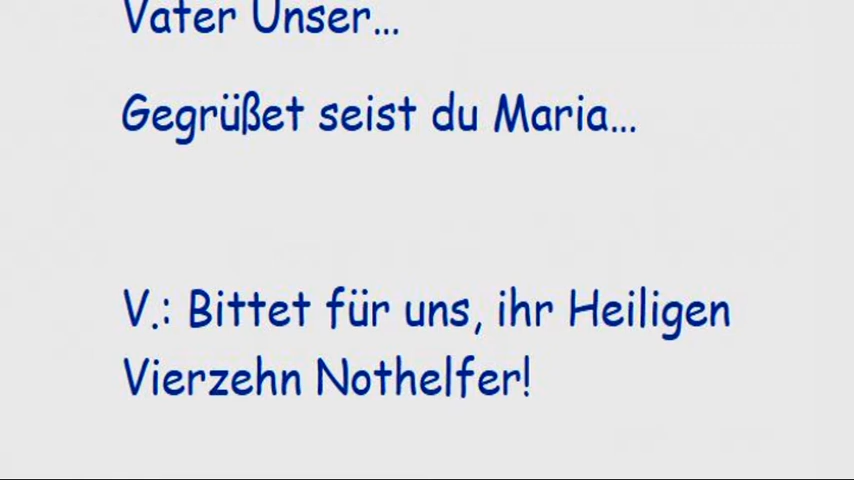 Vater Unser...
Gegrüßet seist du Maria...
V.: Bittet für uns, ihr Heiligen
Vierzehn Nothelfer!